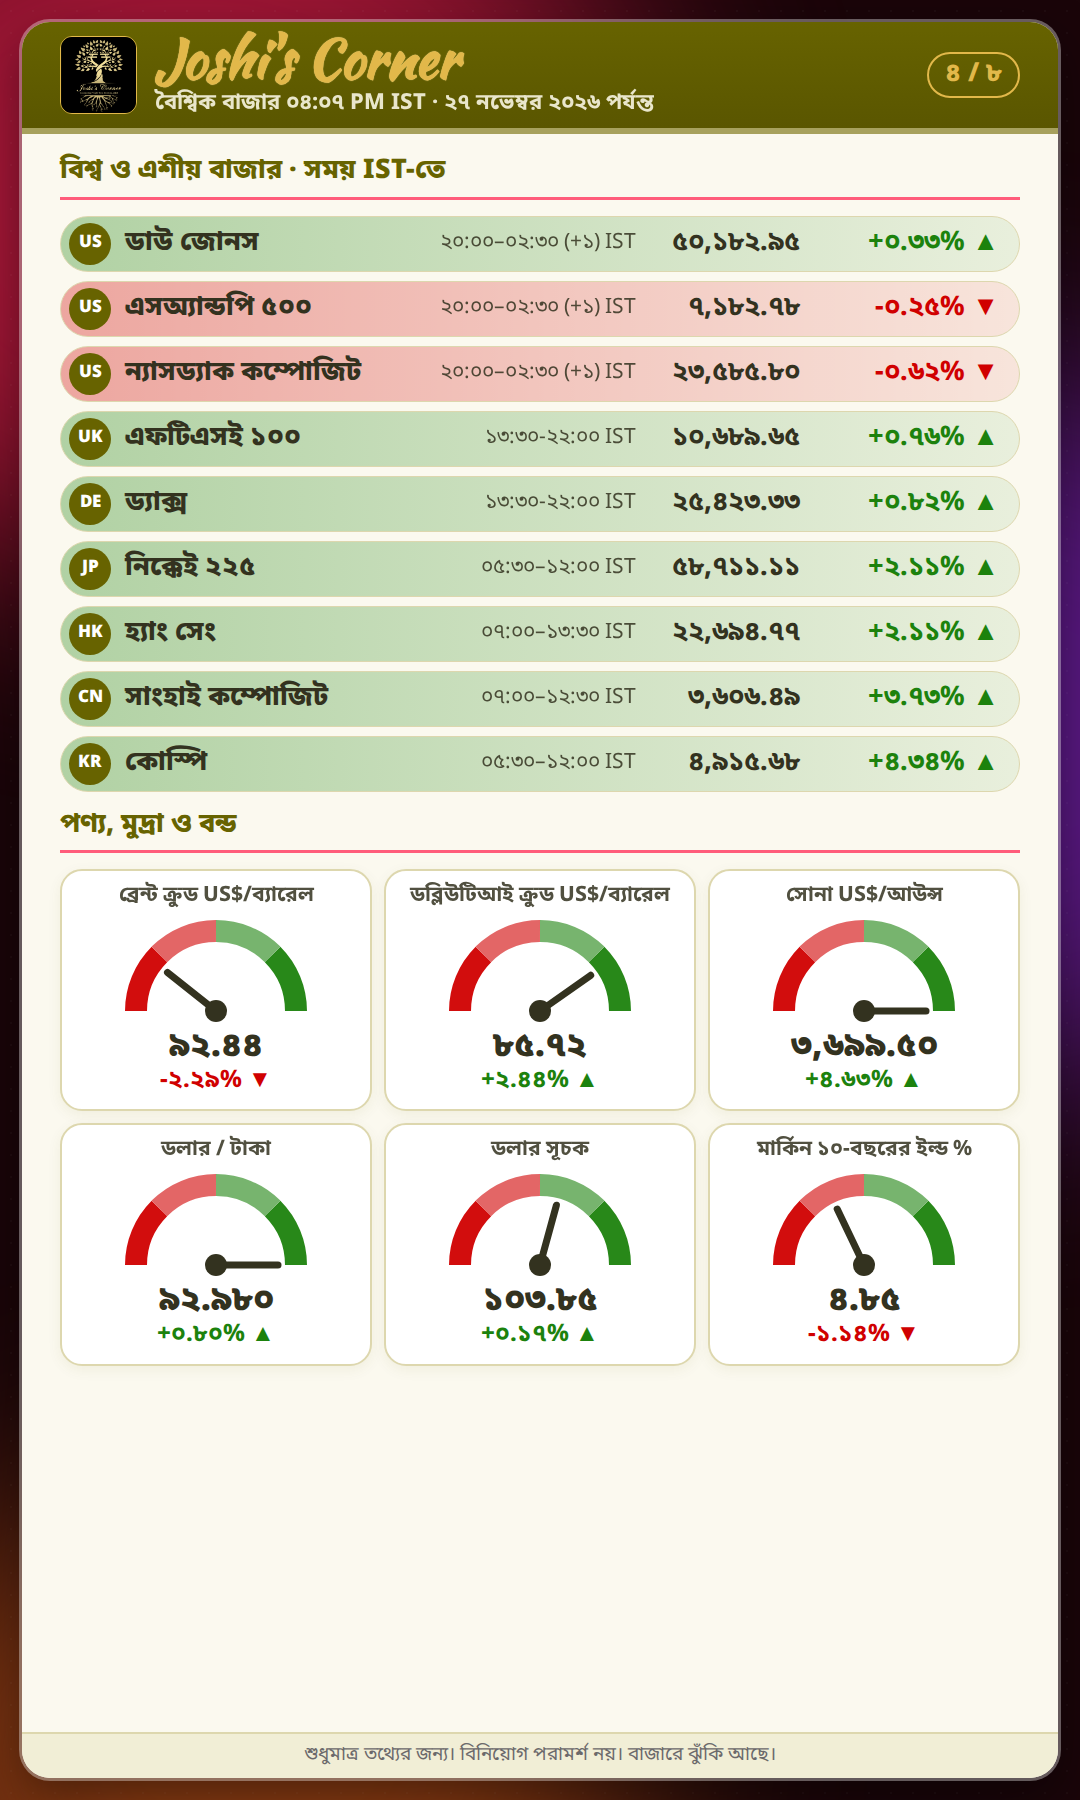 Joshi's Corner
Joshi's Corner
বৈশ্বিক বাজার ০৪:০৭ PM IST · ২৭ নভেম্বর ২০২৬ পর্যন্ত
৪ / ৮
বিশ্ব ও এশীয় বাজার · সময় IST-তে
US ডাউ জোনস ২০:০০–০২:৩০ (+১) IST ৫০,১৮২.৯৫ +০.৩৩% ▲
US এসঅ্যান্ডপি ৫০০ ২০:০০–০২:৩০ (+১) IST ৭,১৮২.৭৮ -০.২৫% ▼
US ন্যাসড্যাক কম্পোজিট ২০:০০–০২:৩০ (+১) IST ২৩,৫৮৫.৮০ -০.৬২% ▼
UK এফটিএসই ১০০ ১৩:৩০-২২:০০ IST ১০,৬৮৯.৬৫ +০.৭৬% ▲
DE ড্যাক্স ১৩:৩০-২২:০০ IST ২৫,৪২৩.৩৩ +০.৮২% ▲
JP নিক্কেই ২২৫ ০৫:৩০–১২:০০ IST ৫৮,৭১১.১১ +২.১১% ▲
HK হ্যাং সেং ০৭:০০–১৩:৩০ IST ২২,৬৯৪.৭৭ +২.১১% ▲
CN সাংহাই কম্পোজিট ০৭:০০–১২:৩০ IST ৩,৬০৬.৪৯ +৩.৭৩% ▲
KR কোস্পি ০৫:৩০–১২:০০ IST ৪,৯১৫.৬৮ +৪.৩৪% ▲
পণ্য, মুদ্রা ও বন্ড
ব্রেন্ট ক্রুড US$/ব্যারেল
৯২.৪৪
-২.২৯% ▼
ডব্লিউটিআই ক্রুড US$/ব্যারেল
৮৫.৭২
+২.৪৪% ▲
সোনা US$/আউন্স
৩,৬৯৯.৫০
+৪.৬৩% ▲
ডলার / টাকা
৯২.৯৮০
+০.৮০% ▲
ডলার সূচক
১০৩.৮৫
+০.১৭% ▲
মার্কিন ১০-বছরের ইল্ড %
৪.৮৫
-১.১৪% ▼
শুধুমাত্র তথ্যের জন্য। বিনিয়োগ পরামর্শ নয়। বাজারে ঝুঁকি আছে।